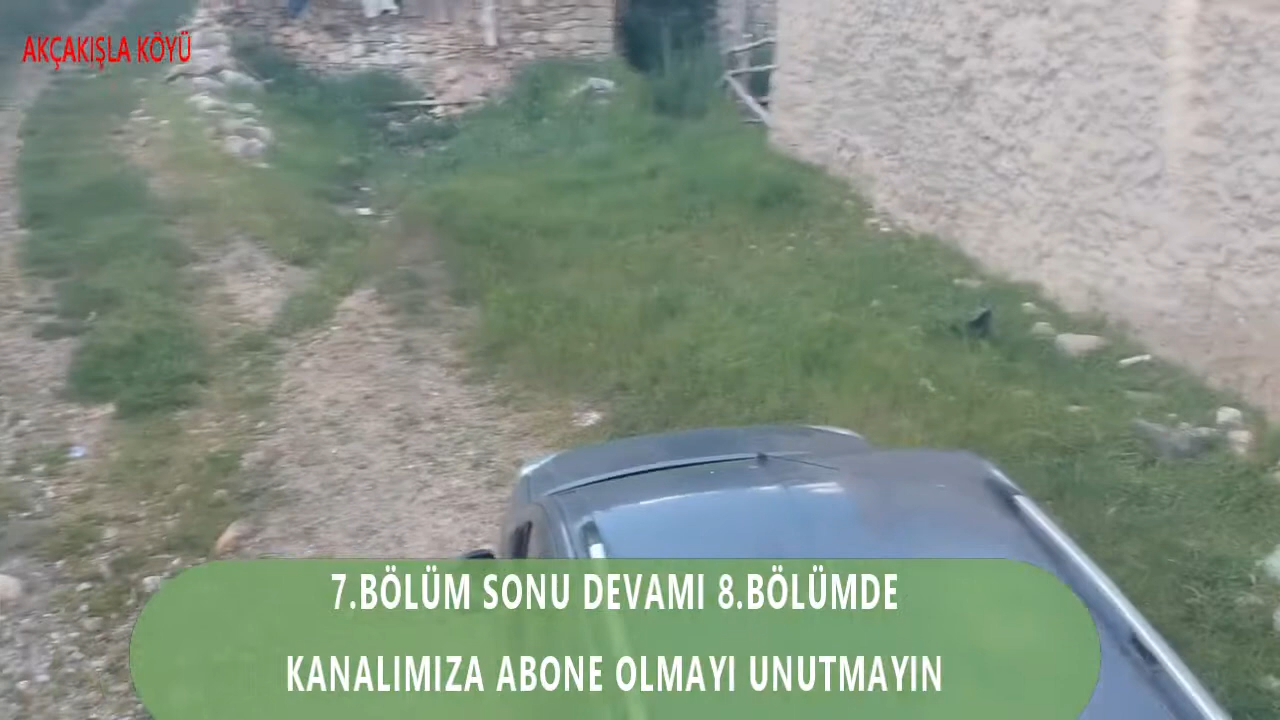 AKÇAKIŞLA KÖYÜ
7.BÖLÜM SONU DEVAMI 8.BÖLÜMDE
KANALIMIZA ABONE OLMAYI UNUTMAYIN